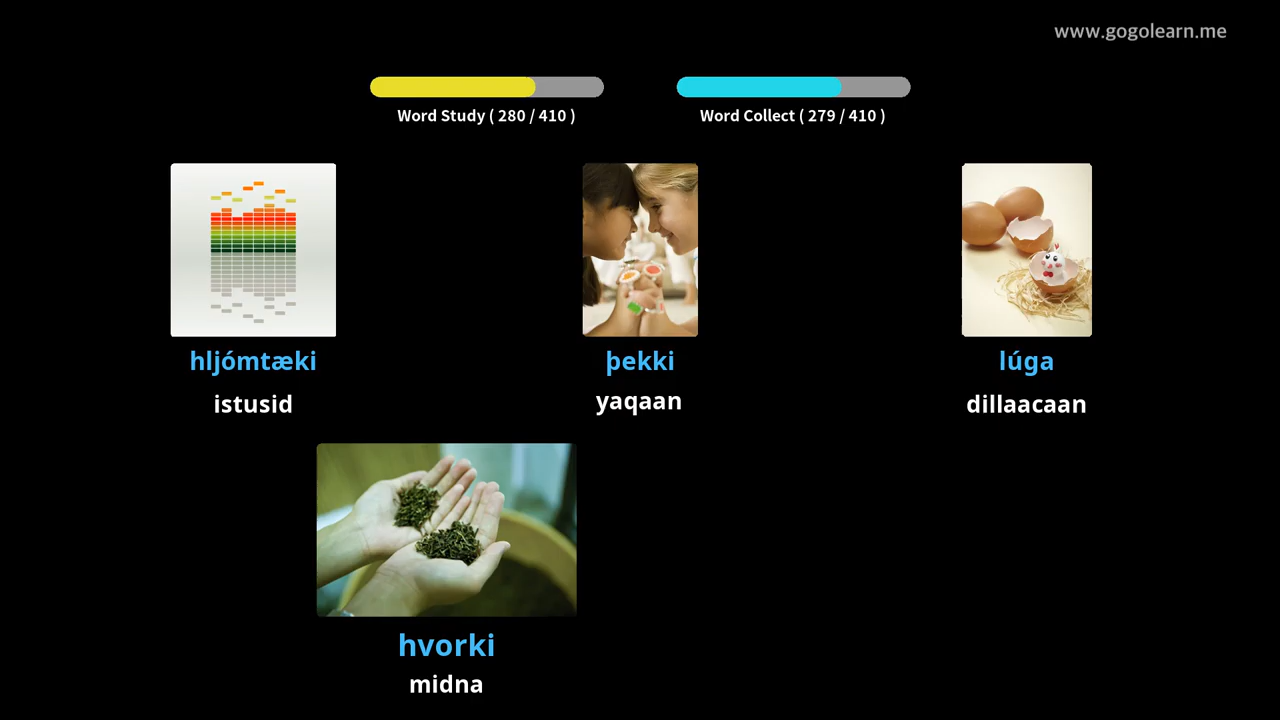 www.gogolearn.me
Word Study ( 280 / 410 )
Word Collect ( 279 / 410 )
hljómtæki
istusid
þekki
yaqaan
lúga
dillaacaan
hvorki
midna